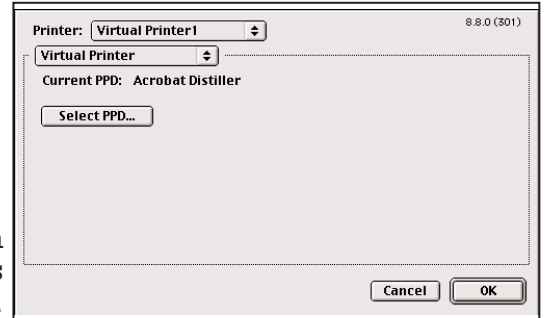 8.8.0 (301)
Printer: Virtual Printer1
Virtual Printer
Current PPD: Acrobat Distiller
Select PPD...
Cancel OK